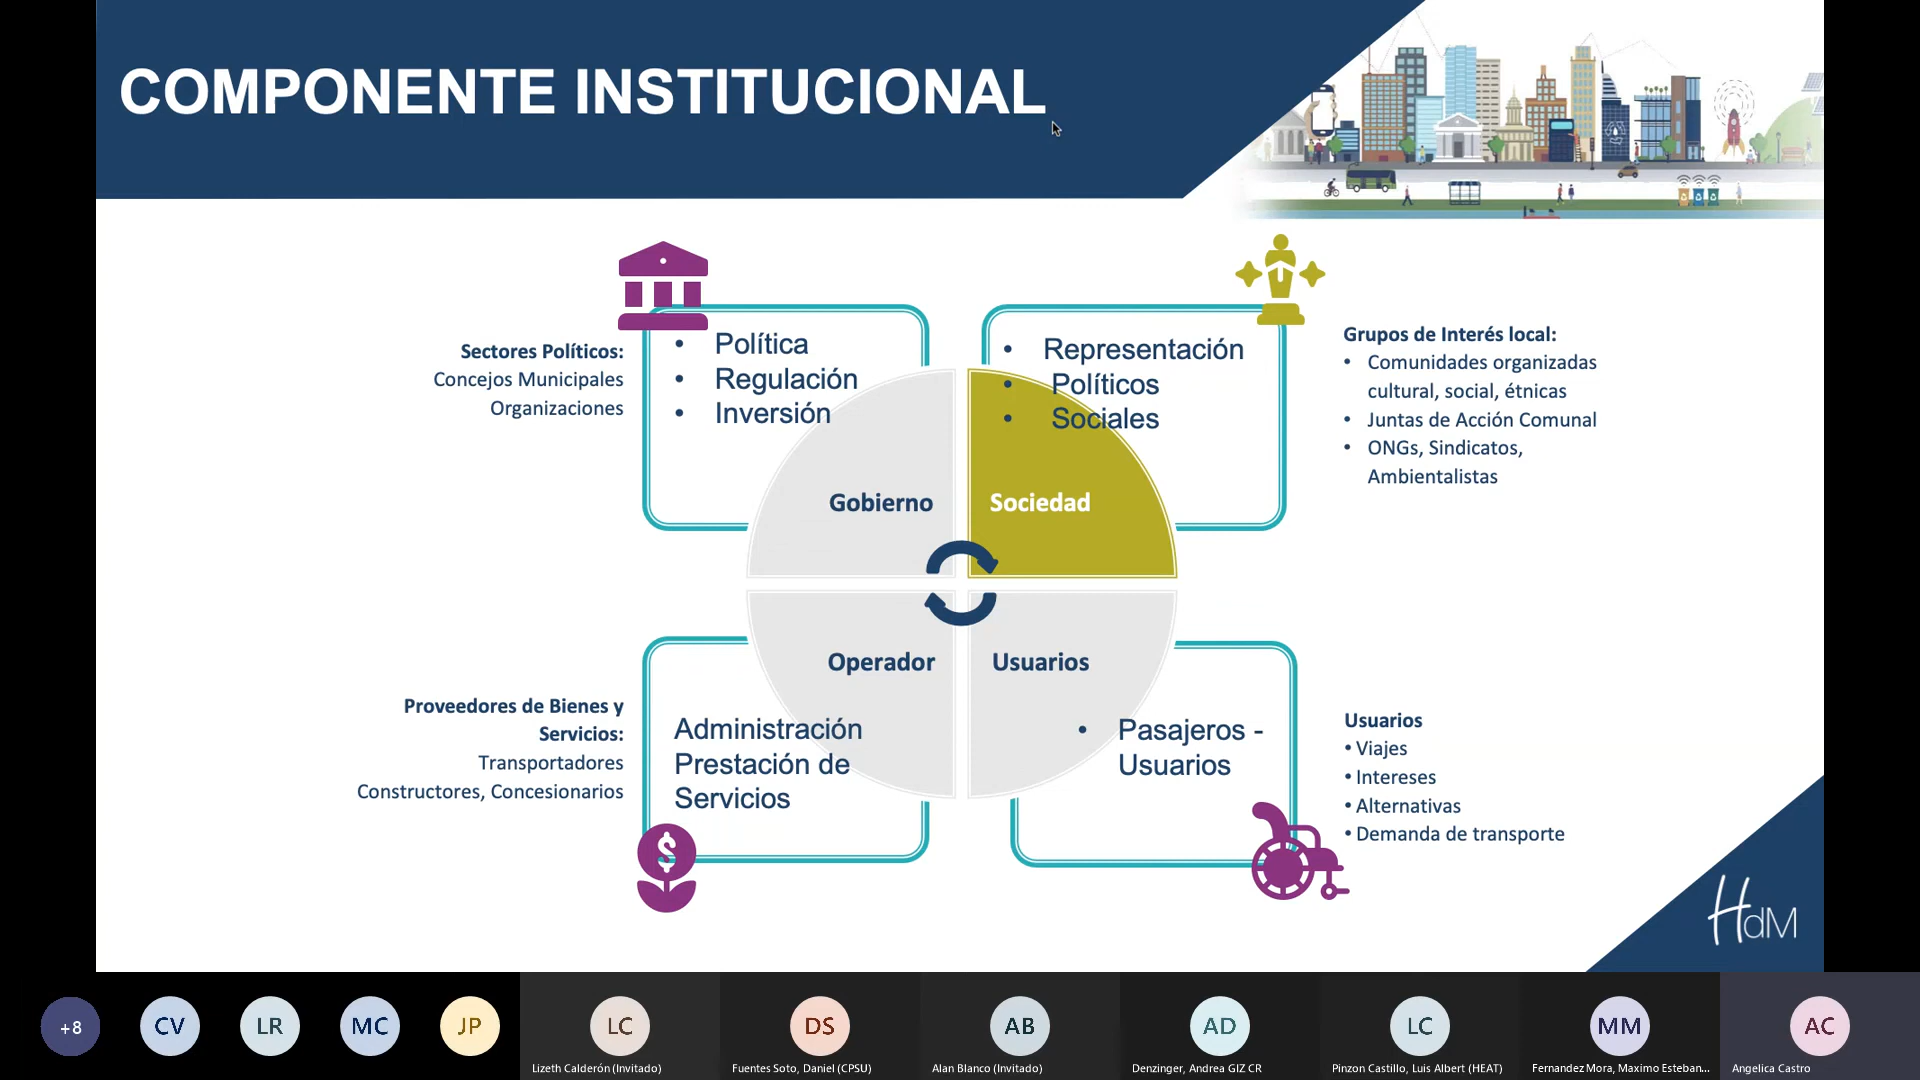 COMPONENTE INSTITUCIONAL
Sectores Políticos:
Concejos Municipales
Organizaciones
• Política
• Regulación
• Inversión
Gobierno
• Representación
• Políticos
• Sociales
Sociedad
Grupos de Interés local:
• Comunidades organizadas
cultural, social, étnicas
• Juntas de Acción Comunal
• ONGs, Sindicatos,
Ambientalistas
Proveedores de Bienes y
Servicios:
Transportadores
Constructores, Concesionarios
Operador
Administración
Prestación de
Servicios
$
Usuarios
• Pasajeros -
Usuarios
Usuarios
• Viajes
• Intereses
• Alternativas
• Demanda de transporte
HdM
+8
CV
LR
MC
JP
LC
Lizeth Calderón (Invitado)
DS
Fuentes Soto, Daniel (CPSU)
AB
Alan Blanco (Invitado)
AD
Denzinger, Andrea GIZ CR
LC
Pinzon Castillo, Luis Albert (HEAT)
MM
Fernandez Mora, Maximo Esteban...
AC
Angelica Castro